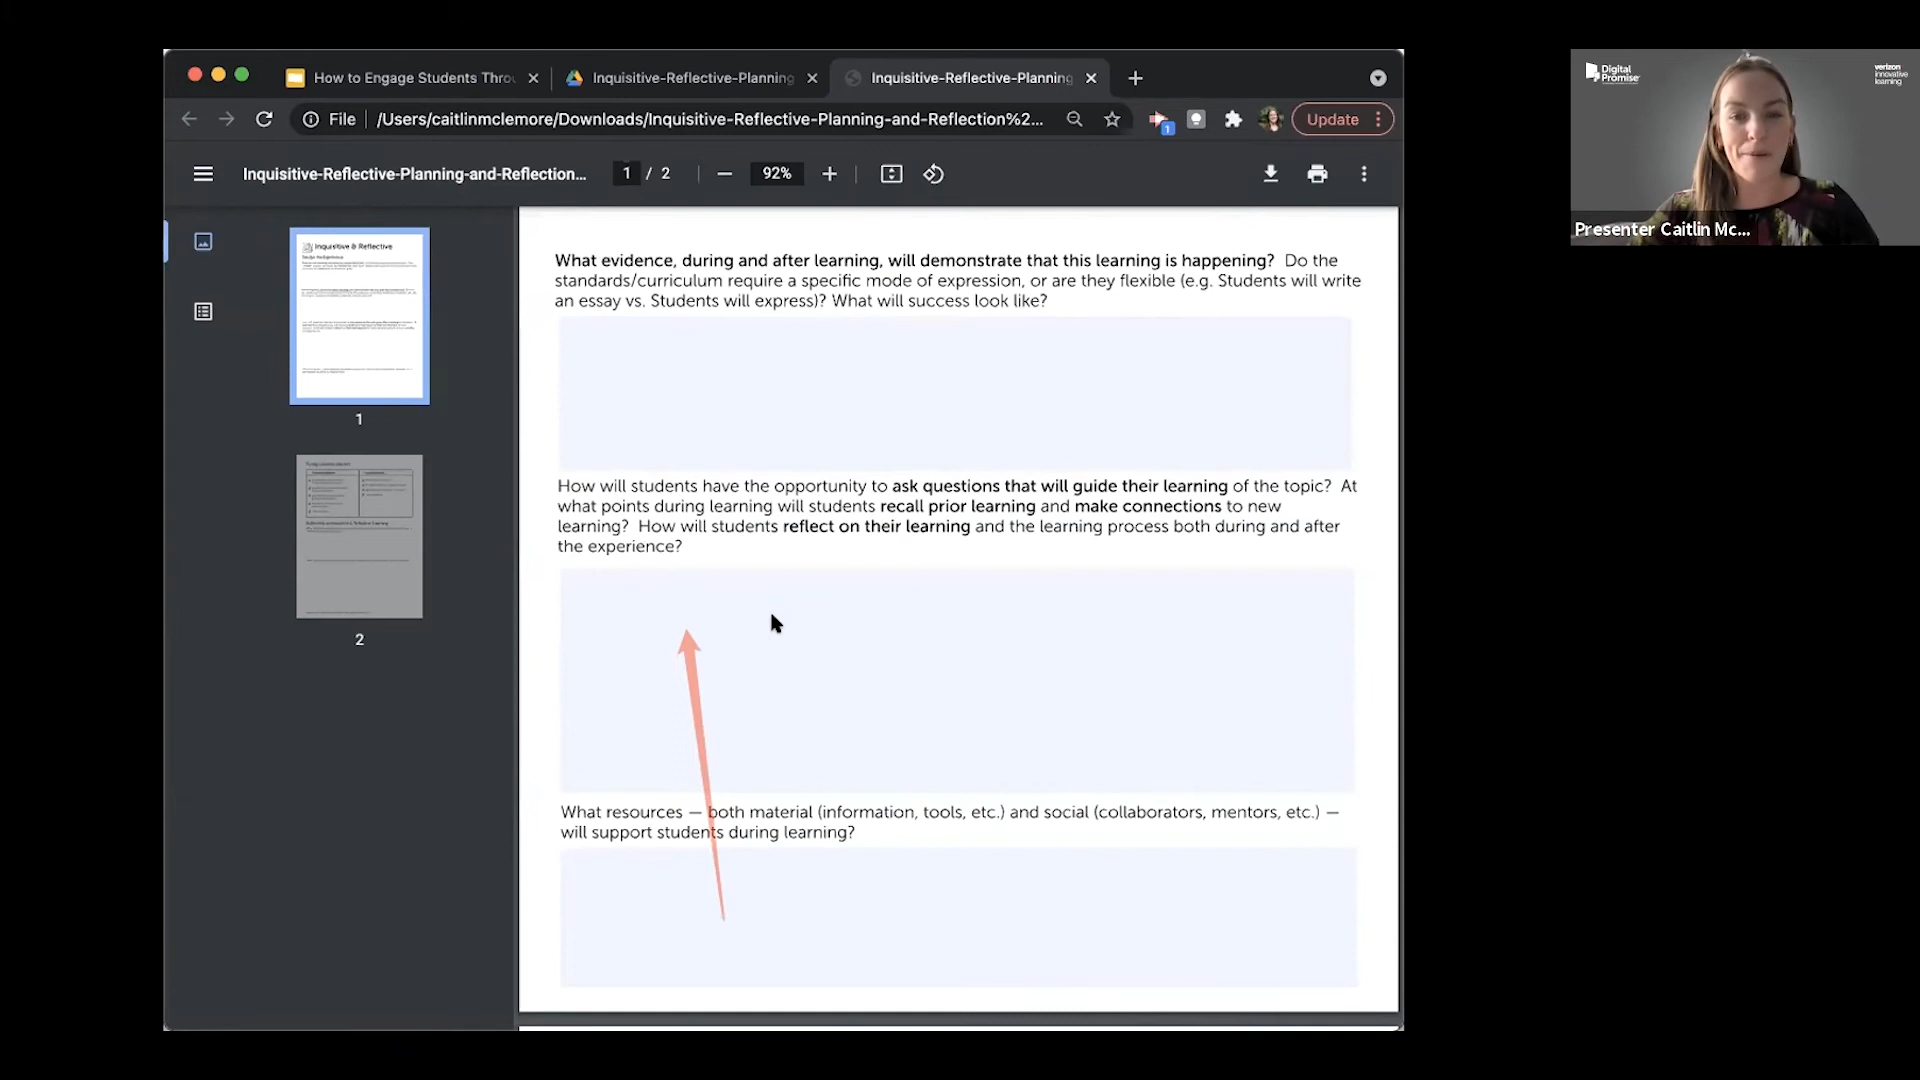 How to Engage Students Thro
Inquisitive-Reflective-Planning
Inquisitive-Reflective-Planning
File
/Users/caitlinmclemore/Downloads/Inquisitive-Reflective-Planning-and-Reflection%2...
1
Update
Inquisitive-Reflective-Planning-and-Reflection...
1 / 2
92%
Inquisitive & Reflective
1
2
What evidence, during and after learning, will demonstrate that this learning is happening? Do the
standards/curriculum require a specific mode of expression, or are they flexible (e.g. Students will write
an essay vs. Students will express)? What will success look like?
How will students have the opportunity to ask questions that will guide their learning of the topic? At
what points during learning will students recall prior learning and make connections to new
learning? How will students reflect on their learning and the learning process both during and after
the experience?
What resources — both material (information, tools, etc.) and social (collaborators, mentors, etc.) —
will support students during learning?
Digital
Promise
verizon
innovative
learning
Presenter Caitlin Mc...